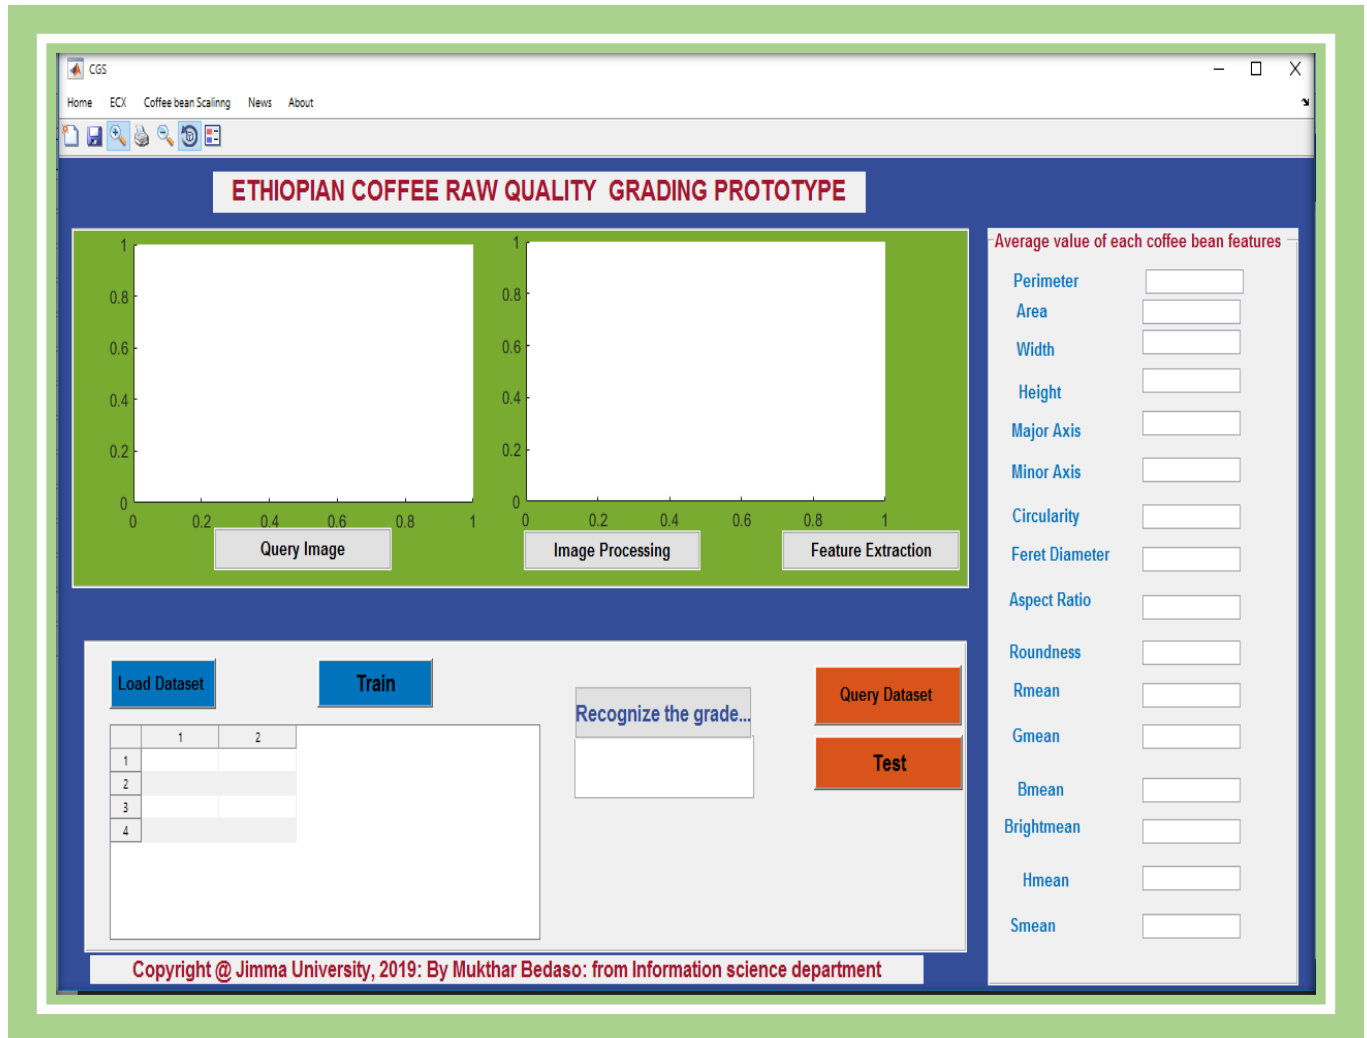 CGS
Home ECX Coffee bean Scalinng News About
ETHIOPIAN COFFEE RAW QUALITY GRADING PROTOTYPE
1
0.8
0.6
0.4
0.2
0
0 0.2 0.4 0.6 0.8 1
Query Image
1
0.8
0.6
0.4
0.2
0
0 0.2 0.4 0.6 0.8 1
Image Processing
Feature Extraction
Average value of each coffee bean features
Perimeter
Area
Width
Height
Major Axis
Minor Axis
Circularity
Feret Diameter
Aspect Ratio
Roundness
Rmean
Gmean
Bmean
Brightmean
Hmean
Smean
Load Dataset
Train
1 2
1
2
3
4
Recognize the grade...
Query Dataset
Test
Copyright @ Jimma University, 2019: By Mukthar Bedaso: from Information science department